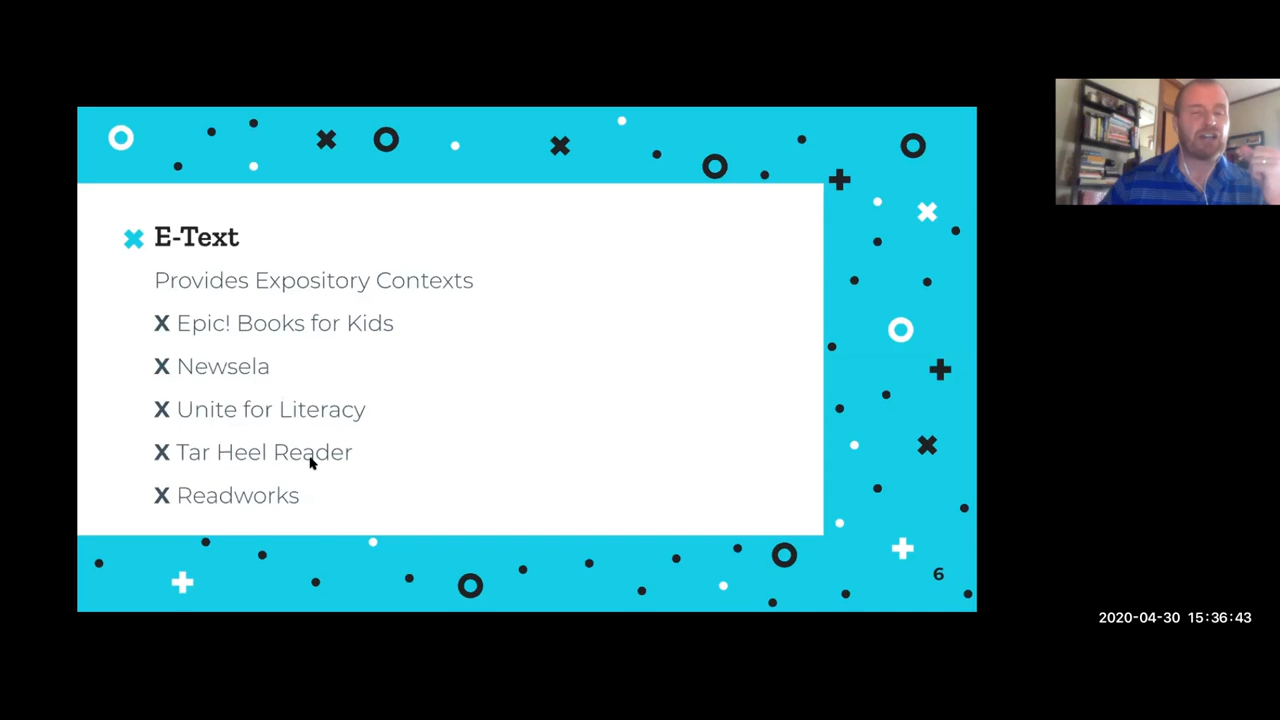 E-Text
Provides Expository Contexts
X Epic! Books for Kids
X Newsela
X Unite for Literacy
X Tar Heel Reader
X Readworks
6
2020-04-30 15:36:43